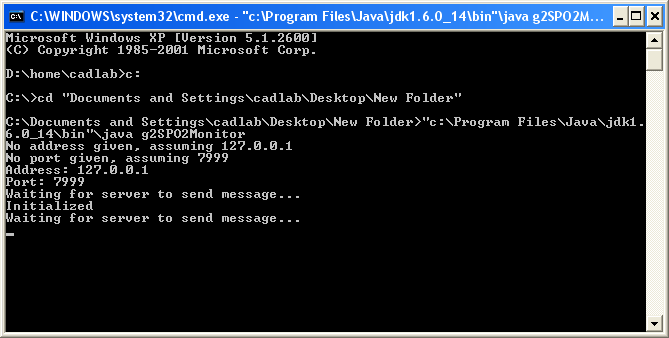 C:\WINDOWS\system32\cmd.exe - "c:\Program Files\Java\jdk1.6.0_14\bin"\java g2SPO2M...
Microsoft Windows XP [Version 5.1.2600]
(C) Copyright 1985-2001 Microsoft Corp.
D:\home\cadlab>c:
C:\>cd "Documents and Settings\cadlab\Desktop\New Folder"
C:\Documents and Settings\cadlab\Desktop\New Folder>"c:\Program Files\Java\jdk1.
6.0_14\bin"\java g2SPO2Monitor
No address given, assuming 127.0.0.1
No port given, assuming 7999
Address: 127.0.0.1
Port: 7999
Waiting for server to send message...
Initialized
Waiting for server to send message...